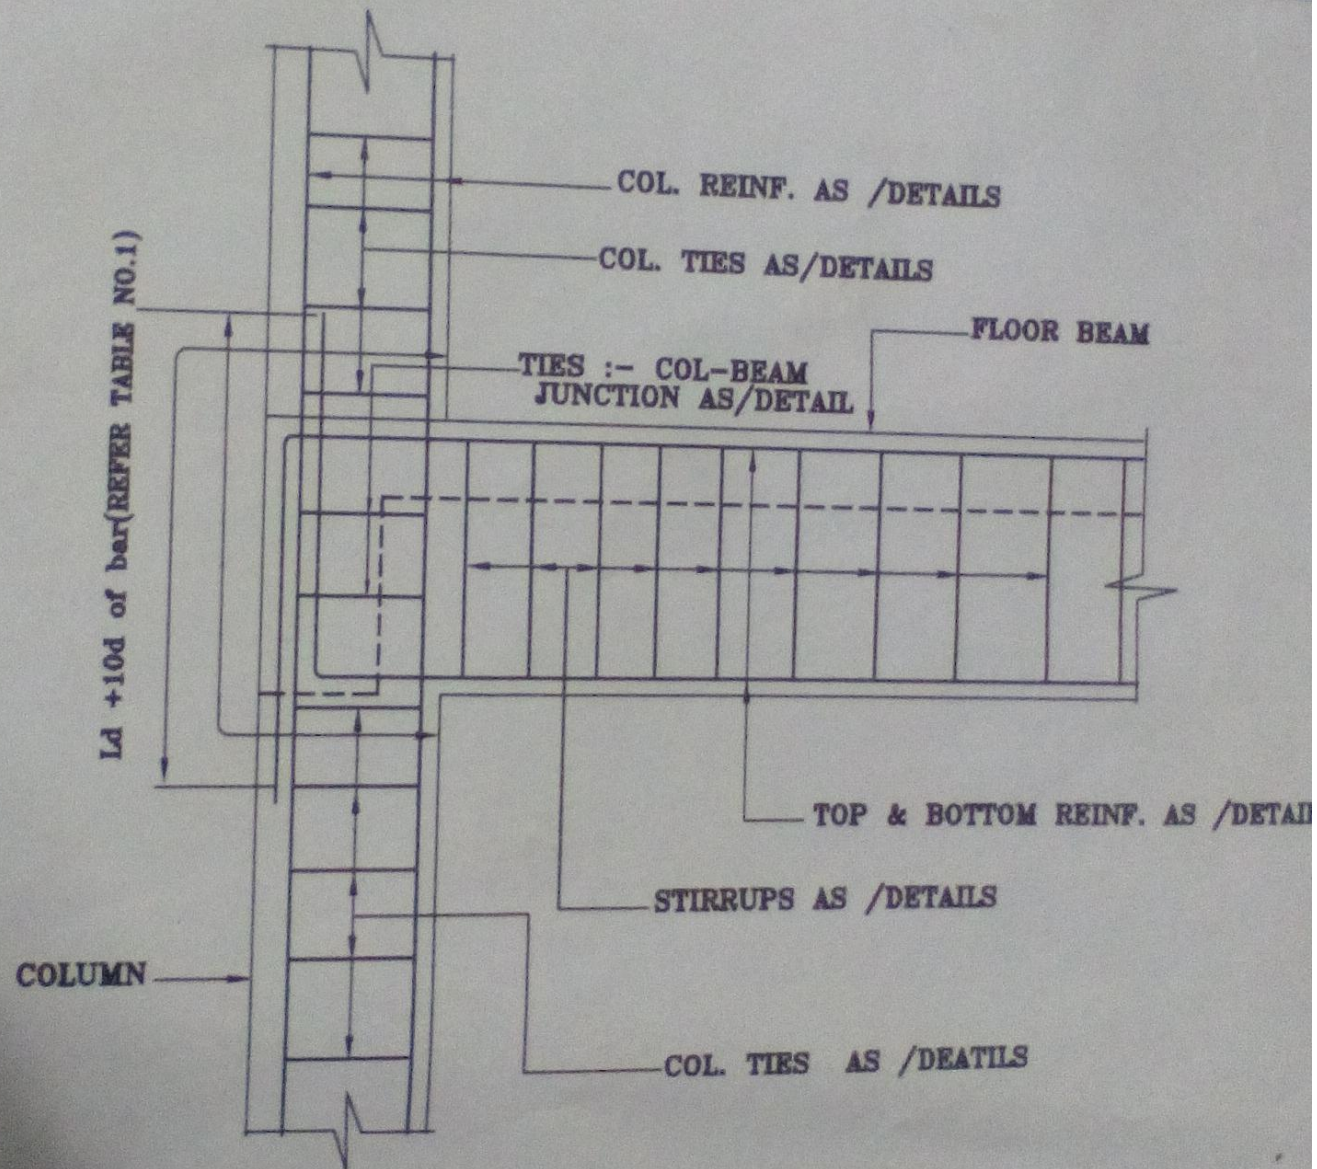 COL. REINF. AS /DETAILS
COL. TIES AS/DETAILS
FLOOR BEAM
TIES :- COL-BEAM
JUNCTION AS/DETAIL
Ld +10d of bar(REFER TABLE NO.1)
TOP & BOTTOM REINF. AS /DETAI
STIRRUPS AS /DETAILS
COLUMN
COL. TIES AS /DEATILS